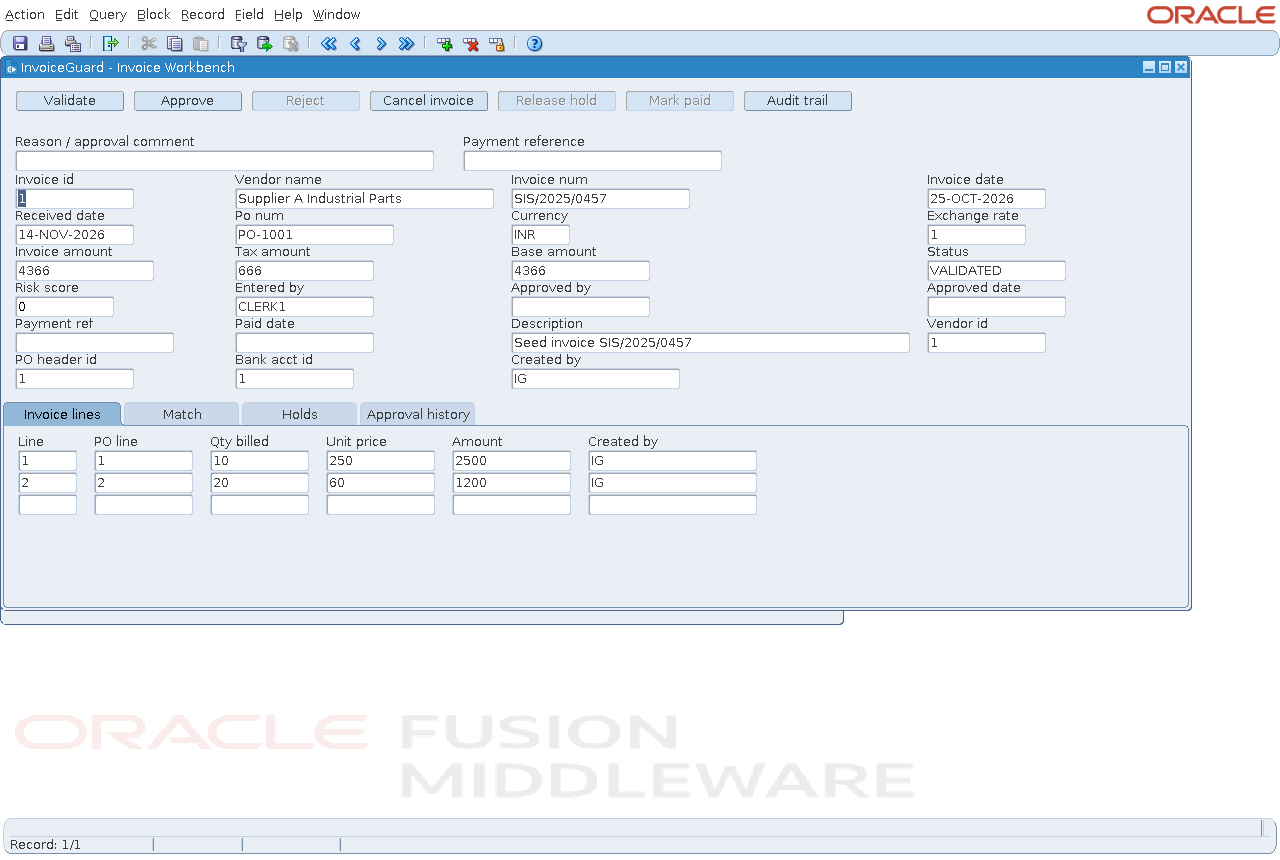 Action Edit Query Block Record Field Help Window
ORACLE
InvoiceGuard - Invoice Workbench
Validate Approve Reject Cancel invoice Release hold Mark paid Audit trail
Reason / approval comment Payment reference
Invoice id Vendor name Invoice num Invoice date
1 Supplier A Industrial Parts SIS/2025/0457 25-OCT-2026
Received date Po num Currency Exchange rate
14-NOV-2026 PO-1001 INR 1
Invoice amount Tax amount Base amount Status
4366 666 4366 VALIDATED
Risk score Entered by Approved by Approved date
0 CLERK1
Payment ref Paid date Description Vendor id
Seed invoice SIS/2025/0457 1
PO header id Bank acct id Created by
1 1 IG
Invoice lines Match Holds Approval history
Line PO line Qty billed Unit price Amount Created by
1 1 10 250 2500 IG
2 2 20 60 1200 IG
ORACLE FUSION
MIDDLEWARE
Record: 1/1